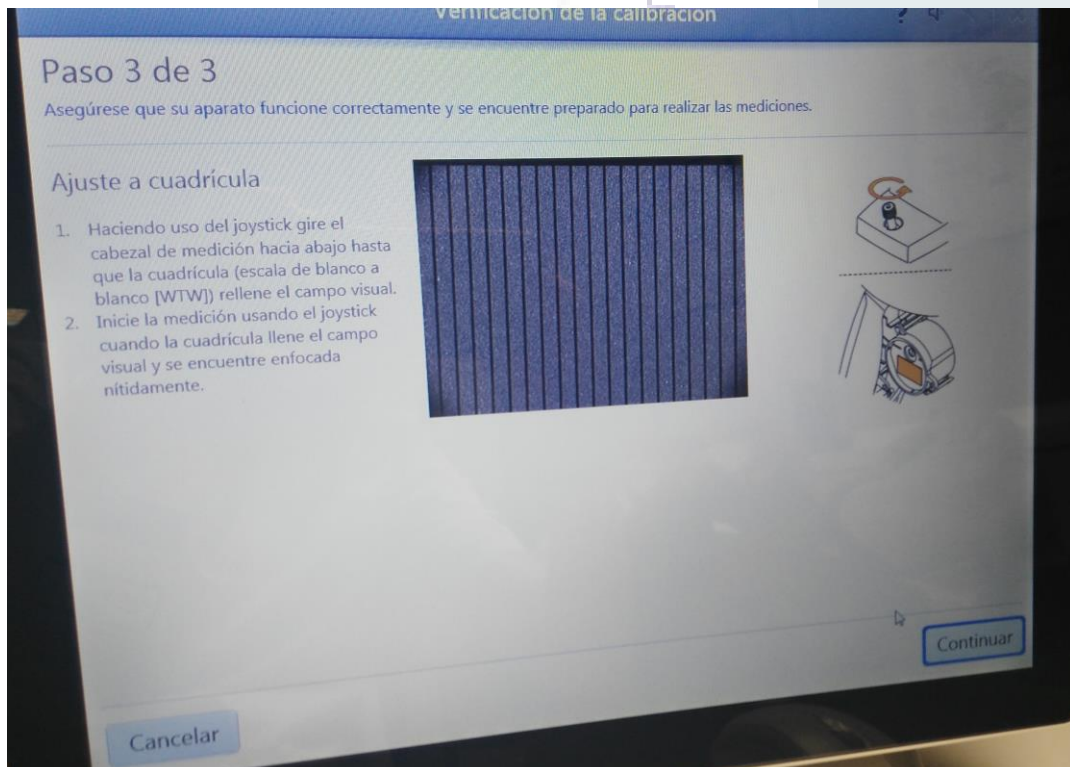 Verificación de la calibración
Paso 3 de 3
Asegúrese que su aparato funcione correctamente y se encuentre preparado para realizar las mediciones.
Ajuste a cuadrícula
1. Haciendo uso del joystick gire el
cabezal de medición hacia abajo hasta
que la cuadrícula (escala de blanco a
blanco [WTW]) rellene el campo visual.
2. Inicie la medición usando el joystick
cuando la cuadrícula llene el campo
visual y se encuentre enfocada
nítidamente.
Continuar
Cancelar